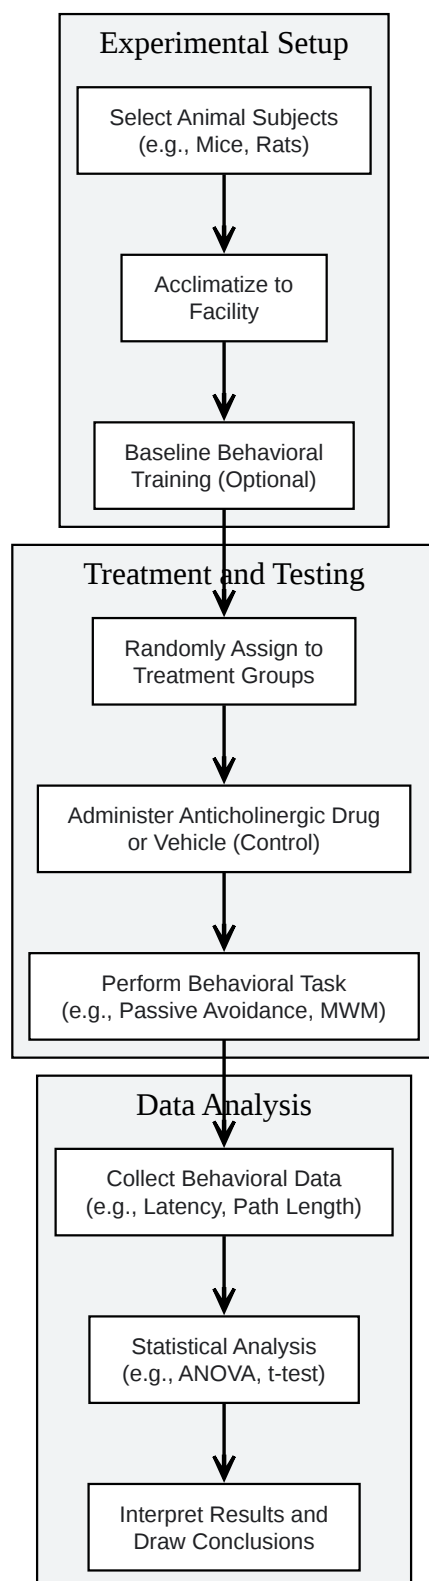 Experimental Setup
Select Animal Subjects
(e.g., Mice, Rats)
Acclimatize to
Facility
Baseline Behavioral
Training (Optional)
Treatment and Testing
Randomly Assign to
Treatment Groups
Administer Anticholinergic Drug
or Vehicle (Control)
Perform Behavioral Task
(e.g., Passive Avoidance, MWM)
Data Analysis
Collect Behavioral Data
(e.g., Latency, Path Length)
Statistical Analysis
(e.g., ANOVA, t-test)
Interpret Results and
Draw Conclusions